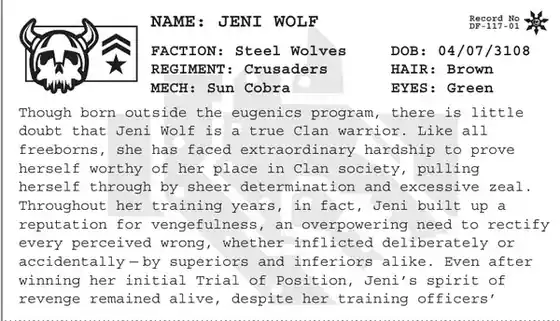 NAME: JENI WOLF
Record No
DF-117-01
FACTION: Steel Wolves
DOB: 04/07/3108
REGIMENT: Crusaders
HAIR: Brown
MECH: Sun Cobra
EYES: Green
Though born outside the eugenics program, there is little
doubt that Jeni Wolf is a true Clan warrior. Like all
freeborns, she has faced extraordinary hardship to prove
herself worthy of her place in Clan society, pulling
herself through by sheer determination and excessive zeal.
Throughout her training years, in fact, Jeni built up a
reputation for vengefulness, an overpowering need to rectify
every perceived wrong, whether inflicted deliberately or
accidentally—by superiors and inferiors alike. Even after
winning her initial Trial of Position, Jeni’s spirit of
revenge remained alive, despite her training officers’